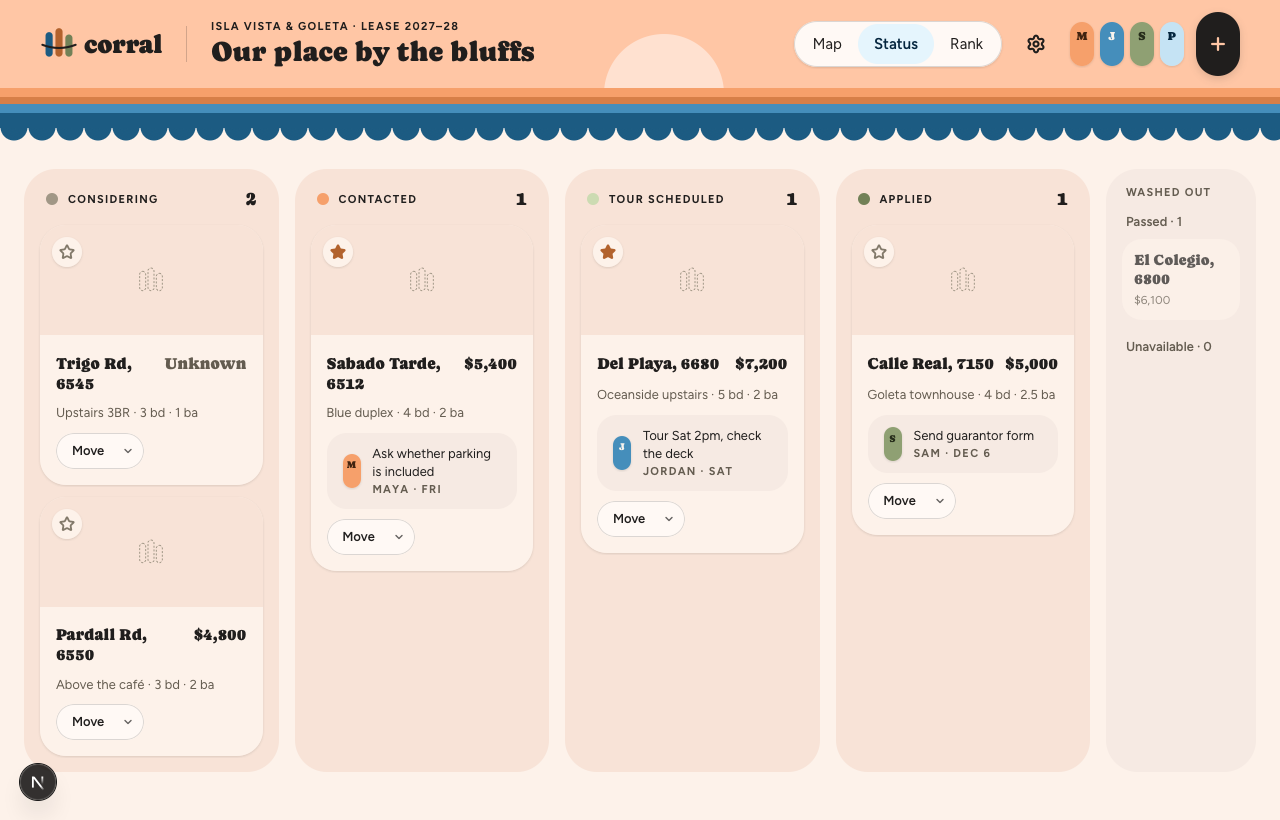 corral
ISLA VISTA & GOLETA · LEASE 2027–28
Our place by the bluffs
Map
Status
Rank
M
J
S
P
+
CONSIDERING
2
Trigo Rd, 6545
Unknown
Upstairs 3BR · 3 bd · 1 ba
Move
Pardall Rd, 6550
$4,800
Above the café · 3 bd · 2 ba
Move
CONTACTED
1
Sabado Tarde, 6512
$5,400
Blue duplex · 4 bd · 2 ba
M
Ask whether parking
is included
MAYA · FRI
Move
TOUR SCHEDULED
1
Del Playa, 6680
$7,200
Oceanside upstairs · 5 bd · 2 ba
J
Tour Sat 2pm, check
the deck
JORDAN · SAT
Move
APPLIED
1
Calle Real, 7150
$5,000
Goleta townhouse · 4 bd · 2.5 ba
S
Send guarantor form
SAM · DEC 6
Move
WASHED OUT
Passed · 1
El Colegio,
6800
$6,100
Unavailable · 0
N